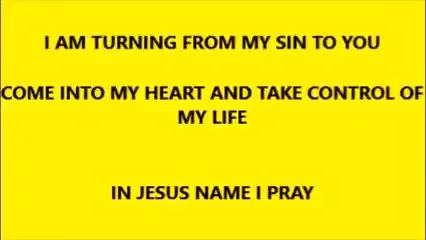 I AM TURNING FROM MY SIN TO YOU
COME INTO MY HEART AND TAKE CONTROL OF
MY LIFE
IN JESUS NAME I PRAY